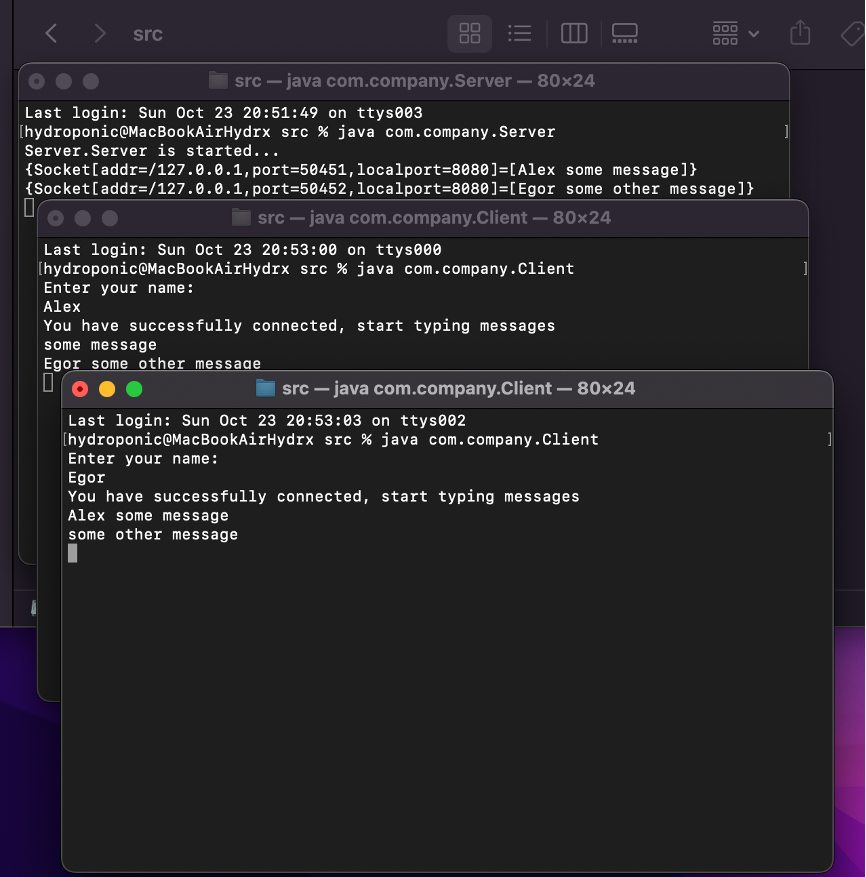 src
src — java com.company.Server — 80×24
Last login: Sun Oct 23 20:51:49 on ttys003
[hydroponic@MacBookAirHydrx src % java com.company.Server ]
Server.Server is started...
{Socket[addr=/127.0.0.1,port=50451,localport=8080]=[Alex some message]}
{Socket[addr=/127.0.0.1,port=50452,localport=8080]=[Egor some other message]}
src — java com.company.Client — 80×24
Last login: Sun Oct 23 20:53:00 on ttys000
[hydroponic@MacBookAirHydrx src % java com.company.Client ]
Enter your name:
Alex
You have successfully connected, start typing messages
some message
Egor some other message
src — java com.company.Client — 80×24
Last login: Sun Oct 23 20:53:03 on ttys002
[hydroponic@MacBookAirHydrx src % java com.company.Client ]
Enter your name:
Egor
You have successfully connected, start typing messages
Alex some message
some other message